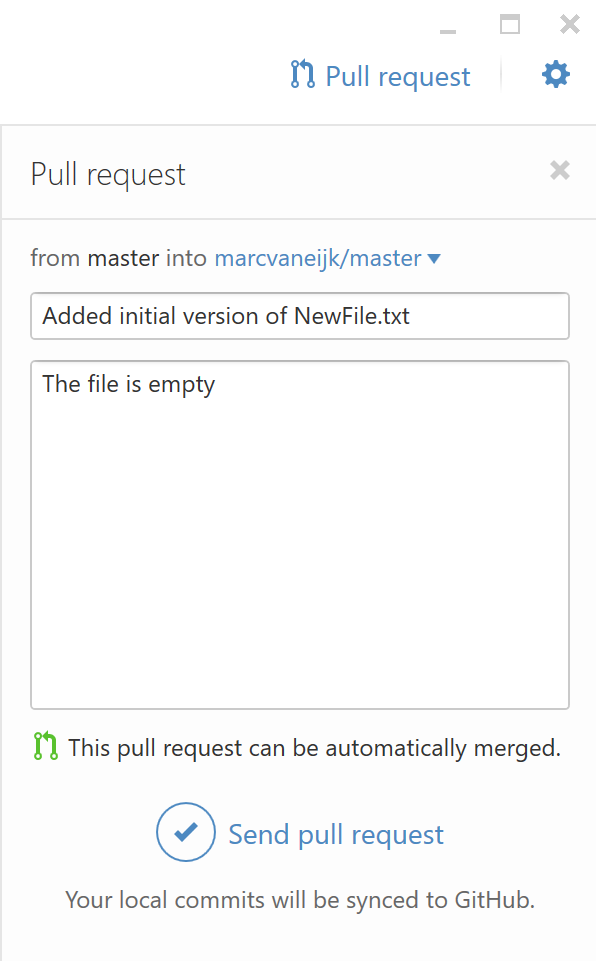 Pull request
Pull request
from master into marcvaneijk/master
Added initial version of NewFile.txt
The file is empty
This pull request can be automatically merged.
Send pull request
Your local commits will be synced to GitHub.